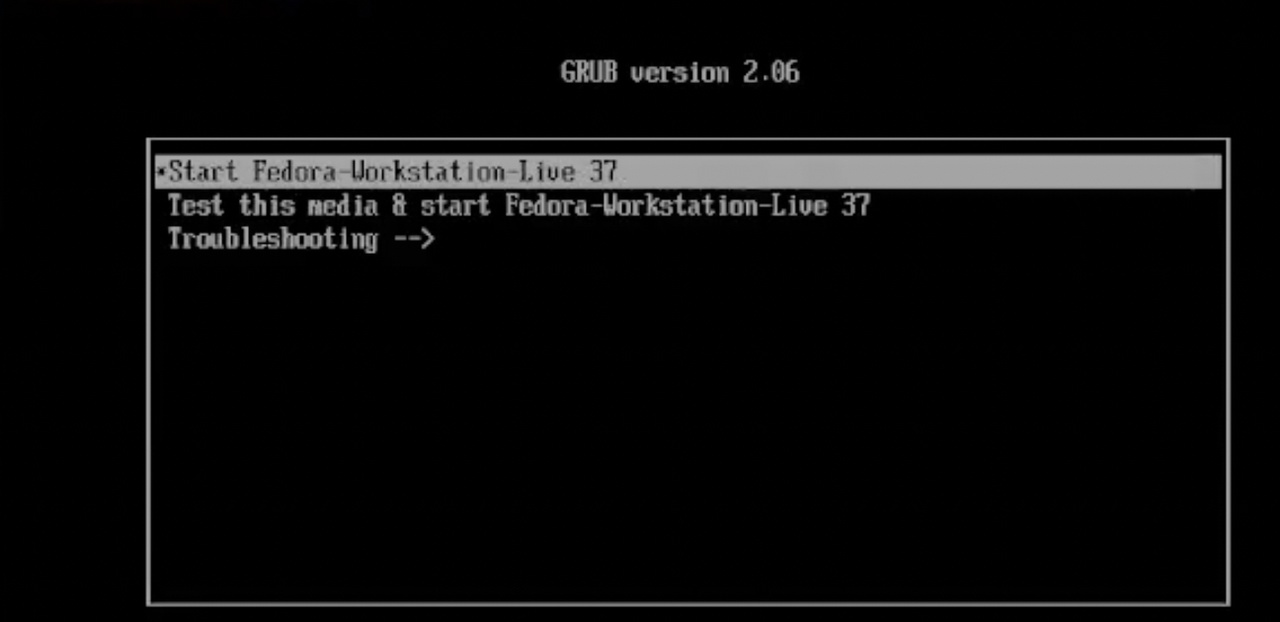 GRUB version 2.06
*Start Fedora-Workstation-Live 37
Test this media & start Fedora-Workstation-Live 37
Troubleshooting -->